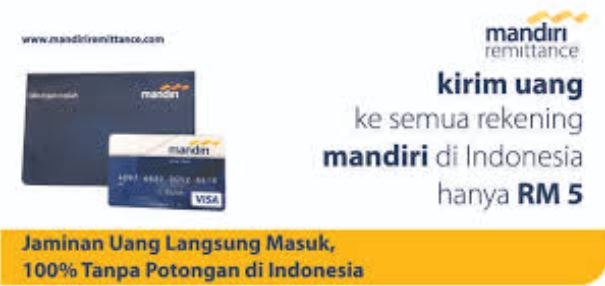 www.mandiriremittance.com
mandiri
remittance
kirim uang
ke semua rekening
mandiri di Indonesia
hanya RM 5
mandiri
mandiri
VISA
Jaminan Uang Langsung Masuk,
100% Tanpa Potongan di Indonesia